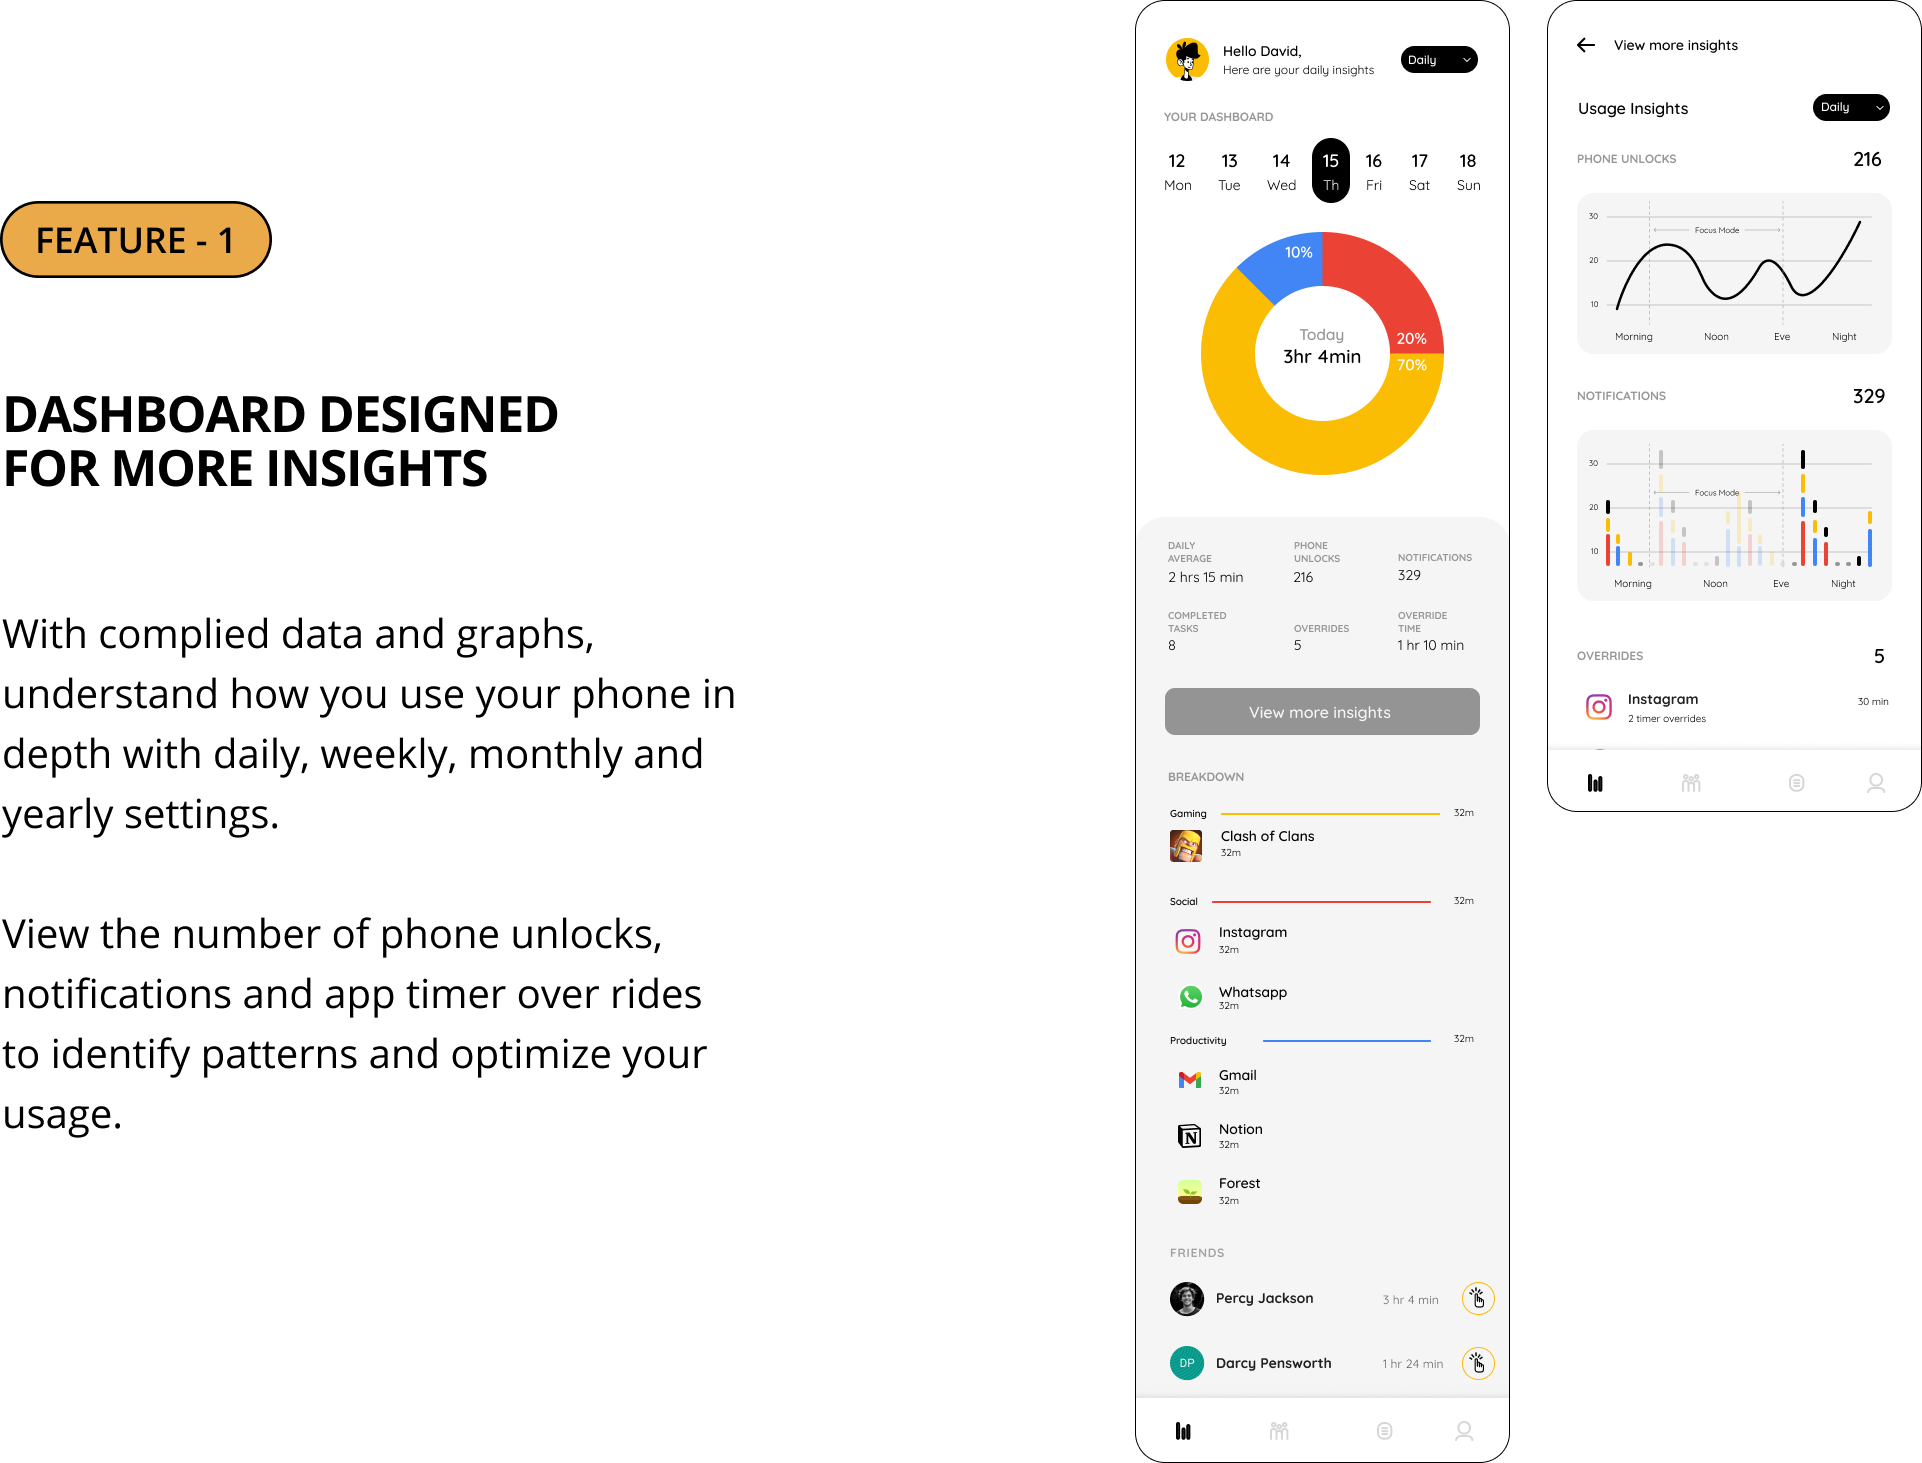 FEATURE - 1
DASHBOARD DESIGNED
FOR MORE INSIGHTS
With complied data and graphs,
understand how you use your phone in
depth with daily, weekly, monthly and
yearly settings.
View the number of phone unlocks,
notifications and app timer over rides
to identify patterns and optimize your
usage.
Hello David,
Here are your daily insights
Daily
YOUR DASHBOARD
12 13 14 15 16 17 18
Mon Tue Wed Th Fri Sat Sun
10%
20%
70%
Today
3hr 4min
DAILY
AVERAGE
2 hrs 15 min
PHONE
UNLOCKS
216
NOTIFICATIONS
329
COMPLETED
TASKS
8
OVERRIDES
5
OVERRIDE
TIME
1 hr 10 min
View more insights
BREAKDOWN
Gaming 32m
Clash of Clans
32m
Social 32m
Instagram
32m
Whatsapp
32m
Productivity 32m
Gmail
32m
N
Notion
32m
Forest
32m
FRIENDS
Percy Jackson 3 hr 4 min
DP Darcy Pensworth 1 hr 24 min
View more insights
Usage Insights Daily
PHONE UNLOCKS 216
30
Focus Mode
20
10
Morning Noon Eve Night
NOTIFICATIONS 329
30
Focus Mode
20
10
Morning Noon Eve Night
OVERRIDES 5
Instagram 30 min
2 timer overrides